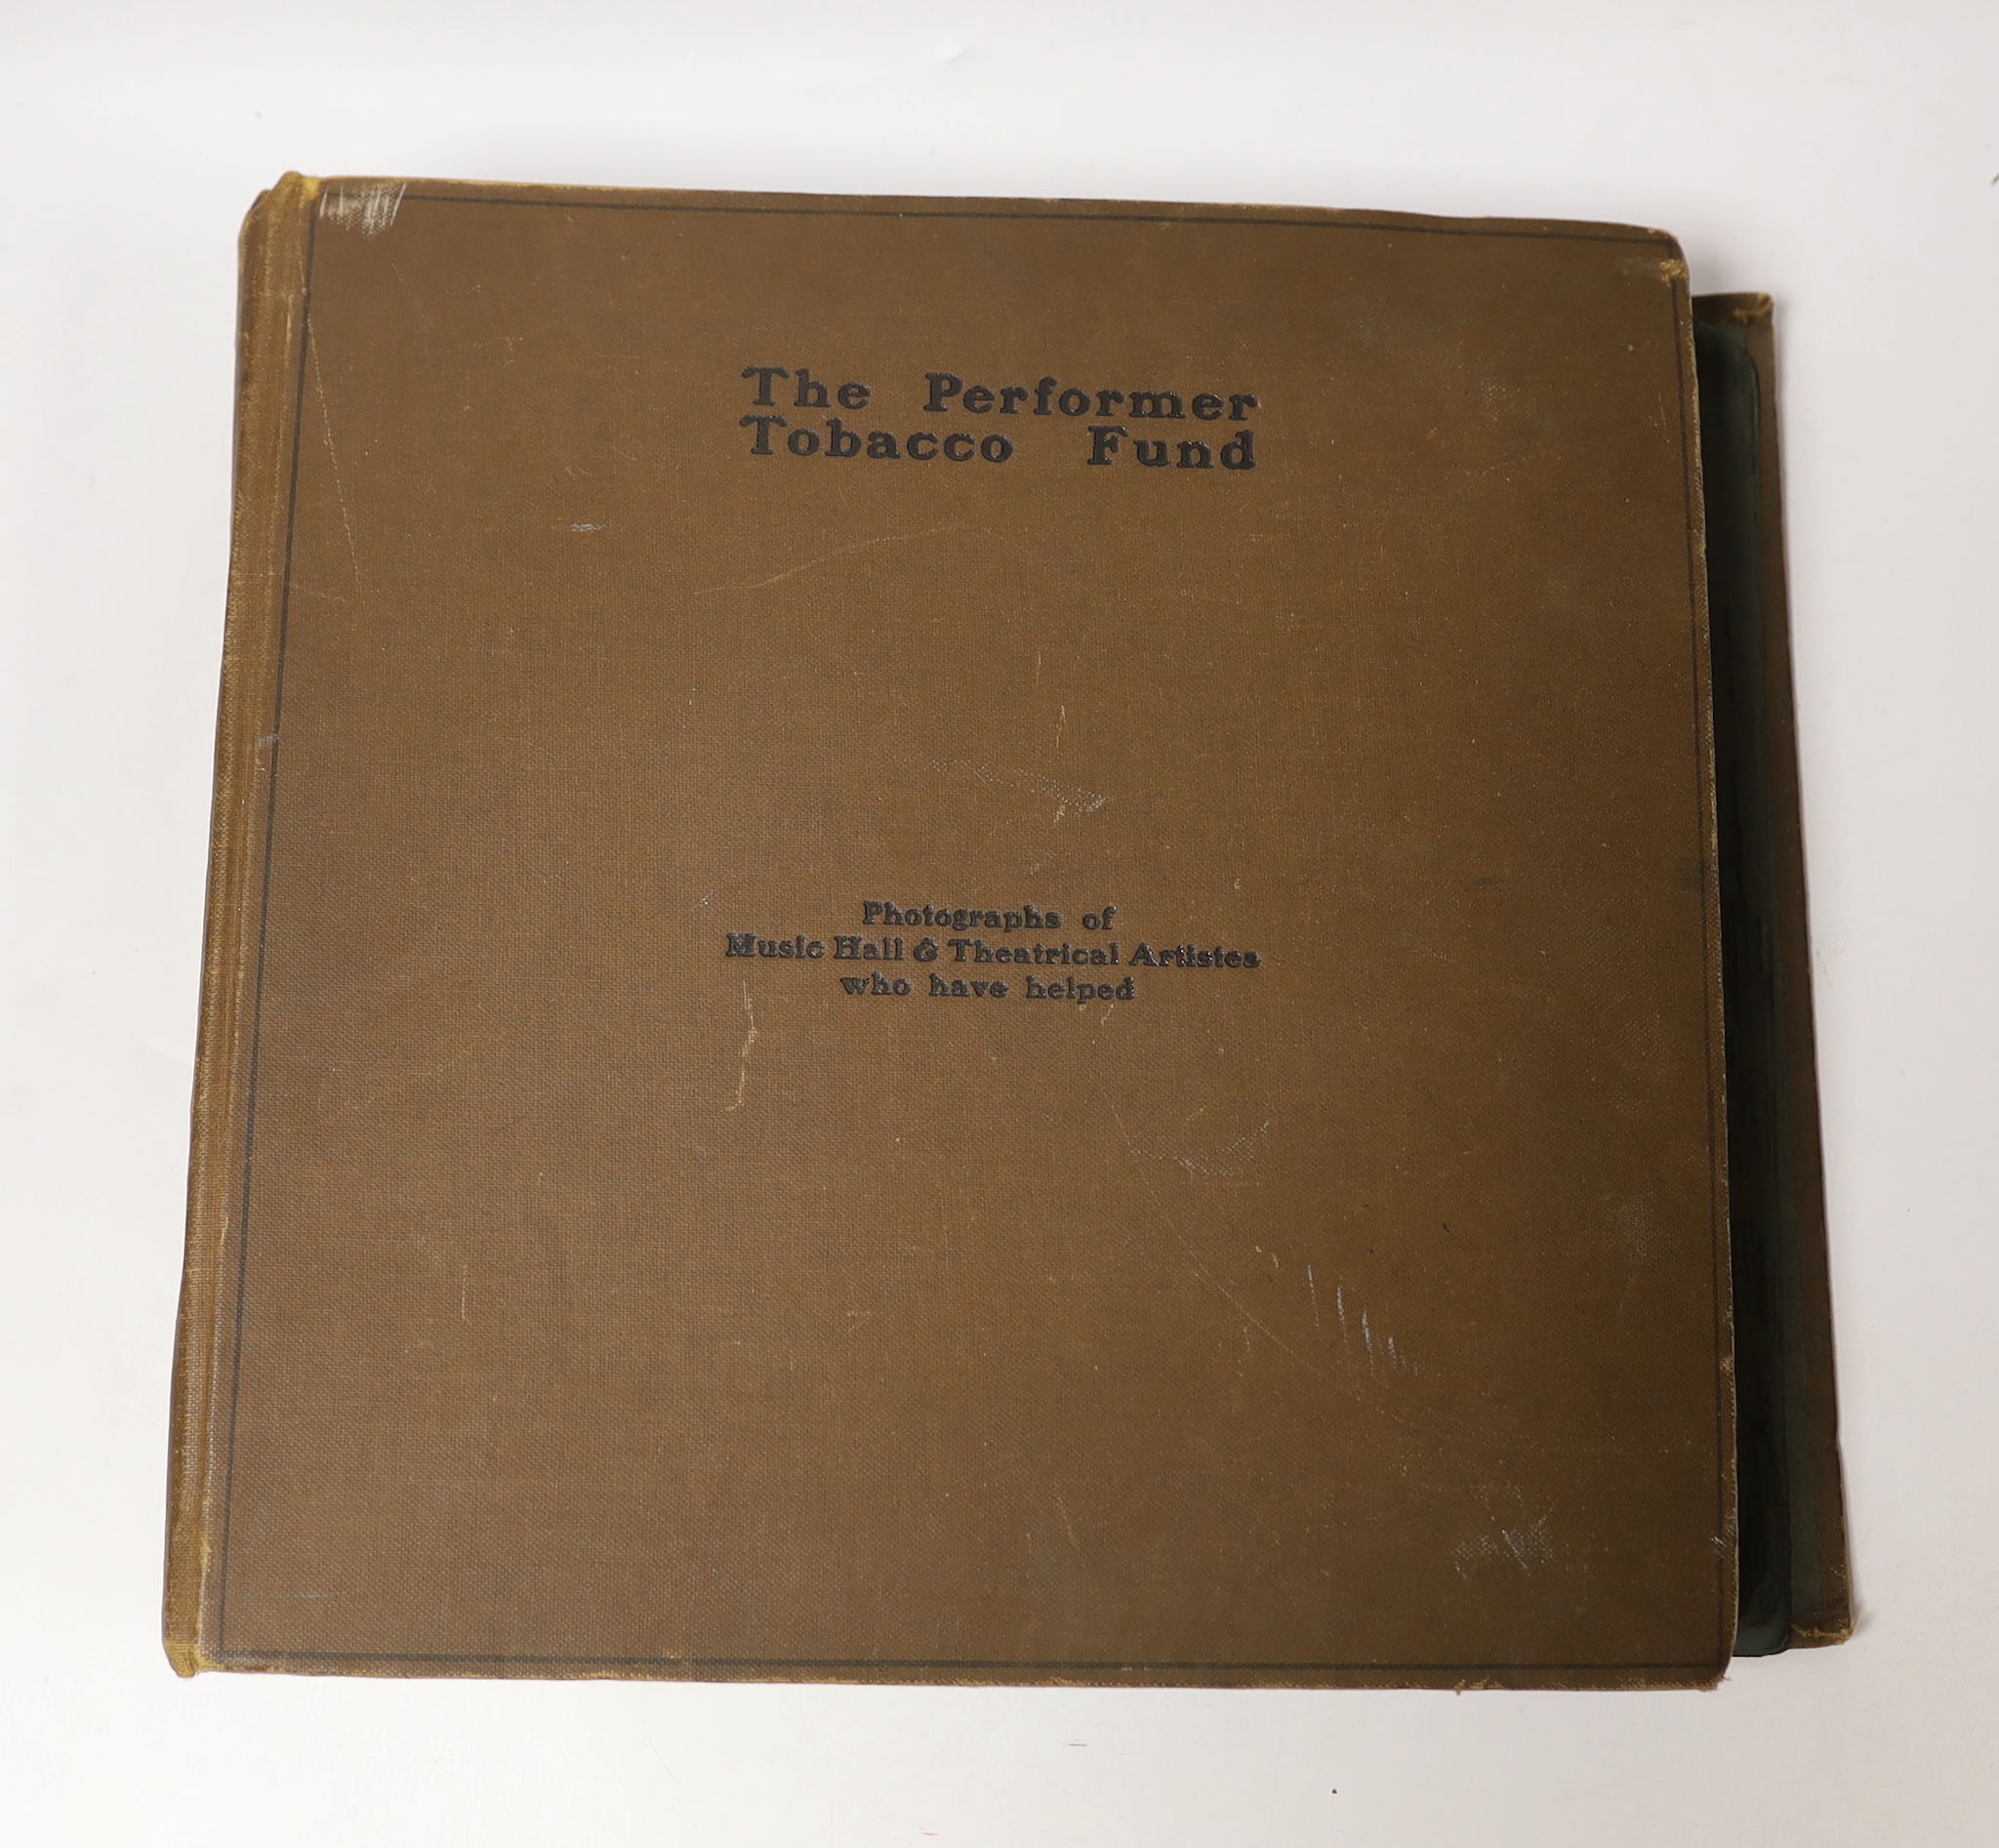 The Performer
Tobacco Fund
Photographs of
Music Hall & Theatrical Artistes
who have helped